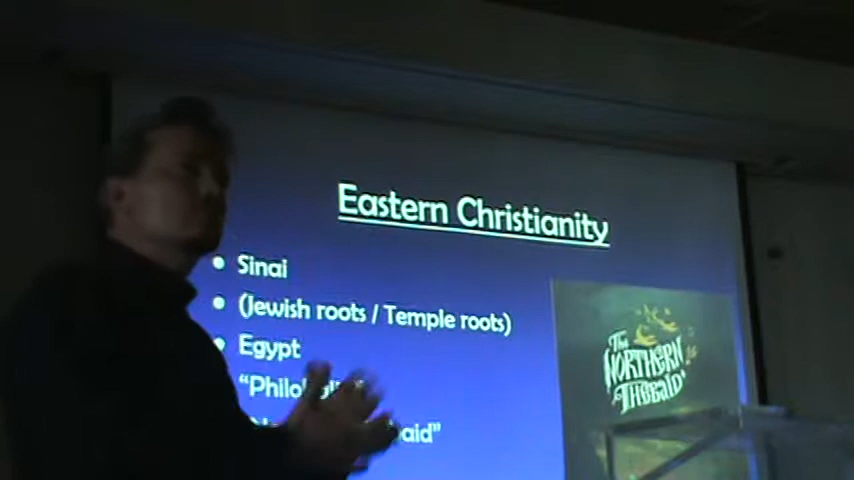 Eastern Christianity
Sinai
(Jewish roots / Temple roots)
Egypt
The
NORTHERN
Thebaid